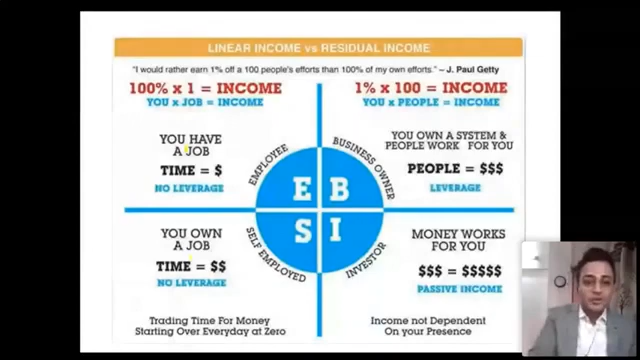 LINEAR INCOME vs RESIDUAL INCOME
"I would rather earn 1% off a 100 people's efforts than 100% of my own efforts." – J. Paul Getty
100% x 1 = INCOME
YOU x JOB = INCOME
1% x 100 = INCOME
YOU x PEOPLE = INCOME
YOU HAVE
A JOB
TIME = $
NO LEVERAGE
EMPLOYEE
BUSINESS OWNER
YOU OWN A SYSTEM &
PEOPLE WORK FOR YOU
PEOPLE = $$$
LEVERAGE
E B
S I
YOU OWN
A JOB
TIME = $$
NO LEVERAGE
SELF EMPLOYED
INVESTOR
MONEY WORKS
FOR YOU
$$$ = $$$$$
PASSIVE INCOME
Trading Time For Money
Starting Over Everyday at Zero
Income not Dependent
On your Presence